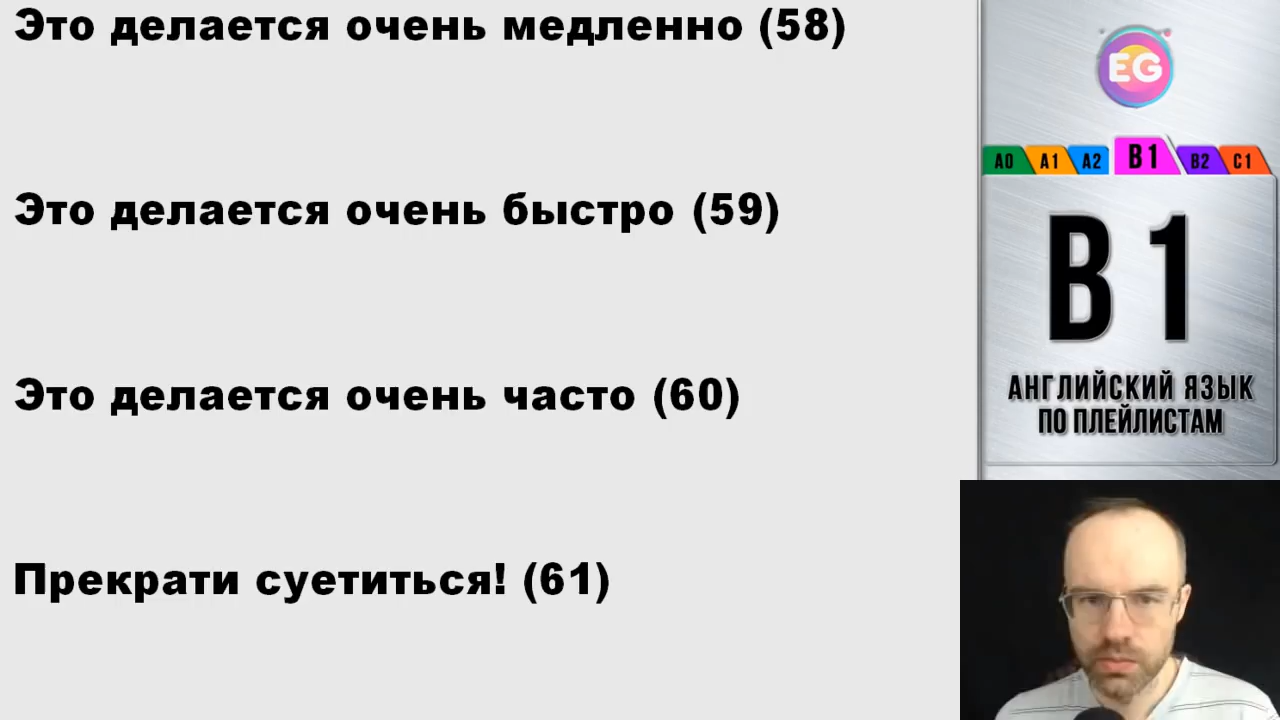 Это делается очень медленно (58)
Это делается очень быстро (59)
Это делается очень часто (60)
Прекрати суетиться! (61)
EG
A0 A1 A2 B1 B2 C1
B 1
АНГЛИЙСКИЙ ЯЗЫК
ПО ПЛЕЙЛИСТАМ